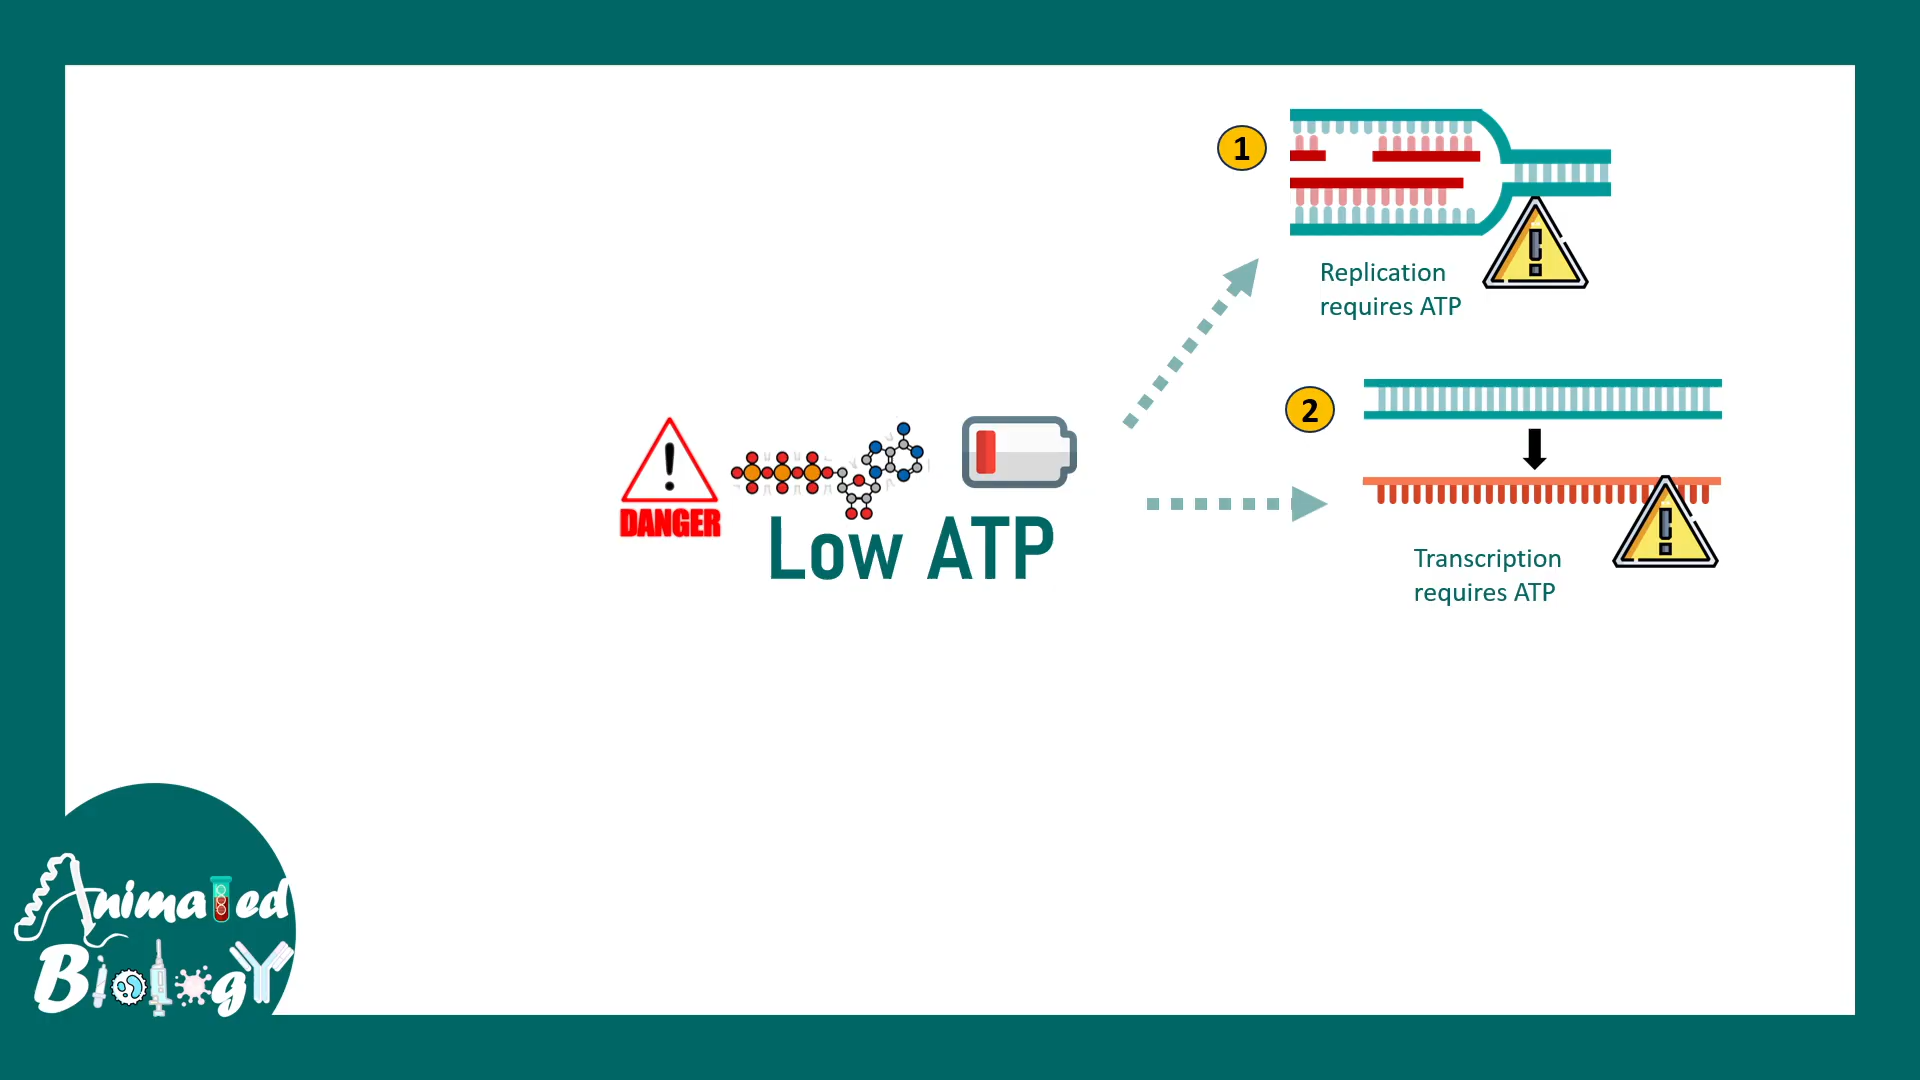 1
Replication
requires ATP
2
Transcription
requires ATP
DANGER
Low ATP
Animated
Biology